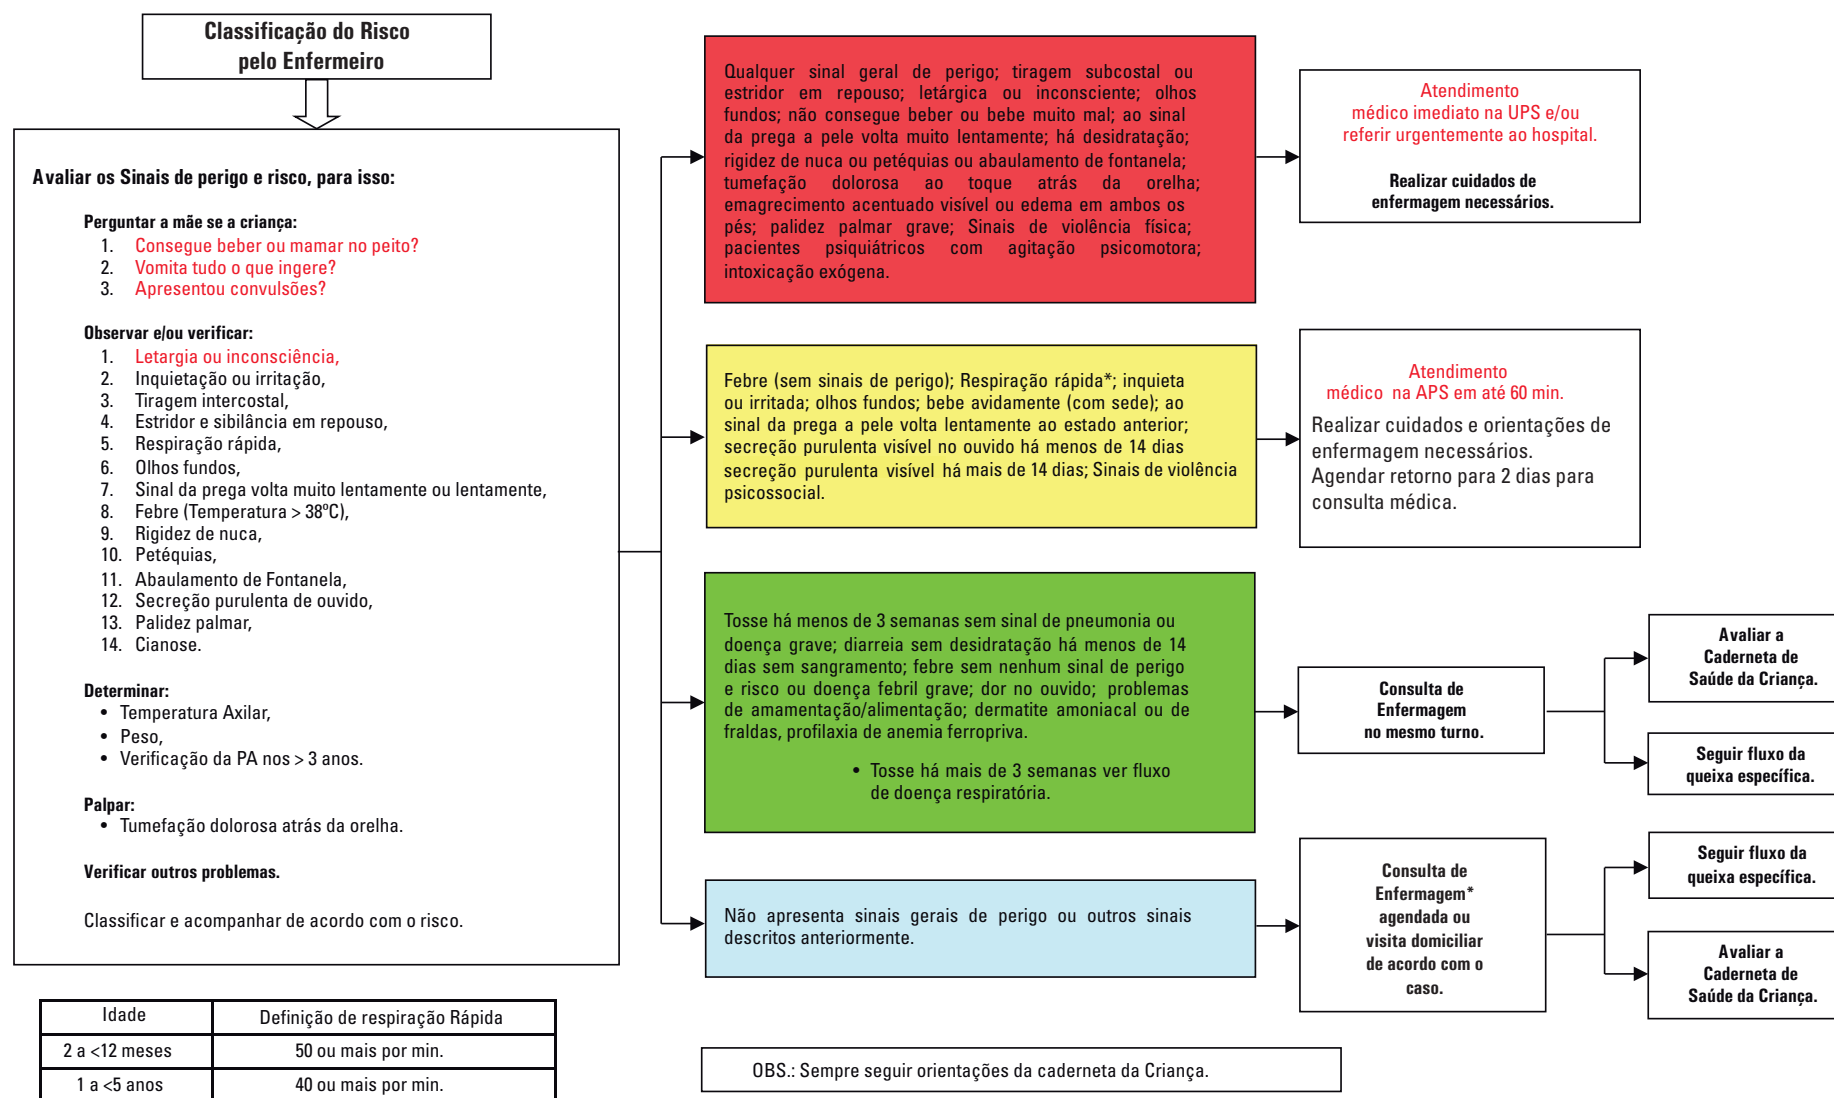 Classificação do Risco
pelo Enfermeiro
Avaliar os Sinais de perigo e risco, para isso:
Perguntar a mãe se a criança:
1. Consegue beber ou mamar no peito?
2. Vomita tudo o que ingere?
3. Apresentou convulsões?
Observar e/ou verificar:
1. Letargia ou inconsciência,
2. Inquietação ou irritação,
3. Tiragem intercostal,
4. Estridor e sibilância em repouso,
5. Respiração rápida,
6. Olhos fundos,
7. Sinal da prega volta muito lentamente ou lentamente,
8. Febre (Temperatura > 38ºC),
9. Rigidez de nuca,
10. Petéquias,
11. Abaulamento de Fontanela,
12. Secreção purulenta de ouvido,
13. Palidez palmar,
14. Cianose.
Determinar:
• Temperatura Axilar,
• Peso,
• Verificação da PA nos > 3 anos.
Palpar:
• Tumefação dolorosa atrás da orelha.
Verificar outros problemas.
Classificar e acompanhar de acordo com o risco.
Idade Definição de respiração Rápida
2 a <12 meses 50 ou mais por min.
1 a <5 anos 40 ou mais por min.
Qualquer sinal geral de perigo; tiragem subcostal ou
estridor em repouso; letárgica ou inconsciente; olhos
fundos; não consegue beber ou bebe muito mal; ao sinal
da prega a pele volta muito lentamente; há desidratação;
rigidez de nuca ou petéquias ou abaulamento de fontanela;
tumefação dolorosa ao toque atrás da orelha;
emagrecimento acentuado visível ou edema em ambos os
pés; palidez palmar grave; Sinais de violência física;
pacientes psiquiátricos com agitação psicomotora;
intoxicação exógena.
Atendimento
médico imediato na UPS e/ou
referir urgentemente ao hospital.
Realizar cuidados de
enfermagem necessários.
Febre (sem sinais de perigo); Respiração rápida*; inquieta
ou irritada; olhos fundos; bebe avidamente (com sede); ao
sinal da prega a pele volta lentamente ao estado anterior;
secreção purulenta visível no ouvido há menos de 14 dias
secreção purulenta visível há mais de 14 dias; Sinais de violência
psicossocial.
Atendimento
médico na APS em até 60 min.
Realizar cuidados e orientações de
enfermagem necessários.
Agendar retorno para 2 dias para
consulta médica.
Tosse há menos de 3 semanas sem sinal de pneumonia ou
doença grave; diarreia sem desidratação há menos de 14
dias sem sangramento; febre sem nenhum sinal de perigo
e risco ou doença febril grave; dor no ouvido; problemas
de amamentação/alimentação; dermatite amoniacal ou de
fraldas, profilaxia de anemia ferropriva.
• Tosse há mais de 3 semanas ver fluxo
de doença respiratória.
Consulta de
Enfermagem
no mesmo turno.
Avaliar a
Caderneta de
Saúde da Criança.
Seguir fluxo da
queixa específica.
Não apresenta sinais gerais de perigo ou outros sinais
descritos anteriormente.
Consulta de
Enfermagem*
agendada ou
visita domiciliar
de acordo com o
caso.
Seguir fluxo da
queixa específica.
Avaliar a
Caderneta de
Saúde da Criança.
OBS.: Sempre seguir orientações da caderneta da Criança.